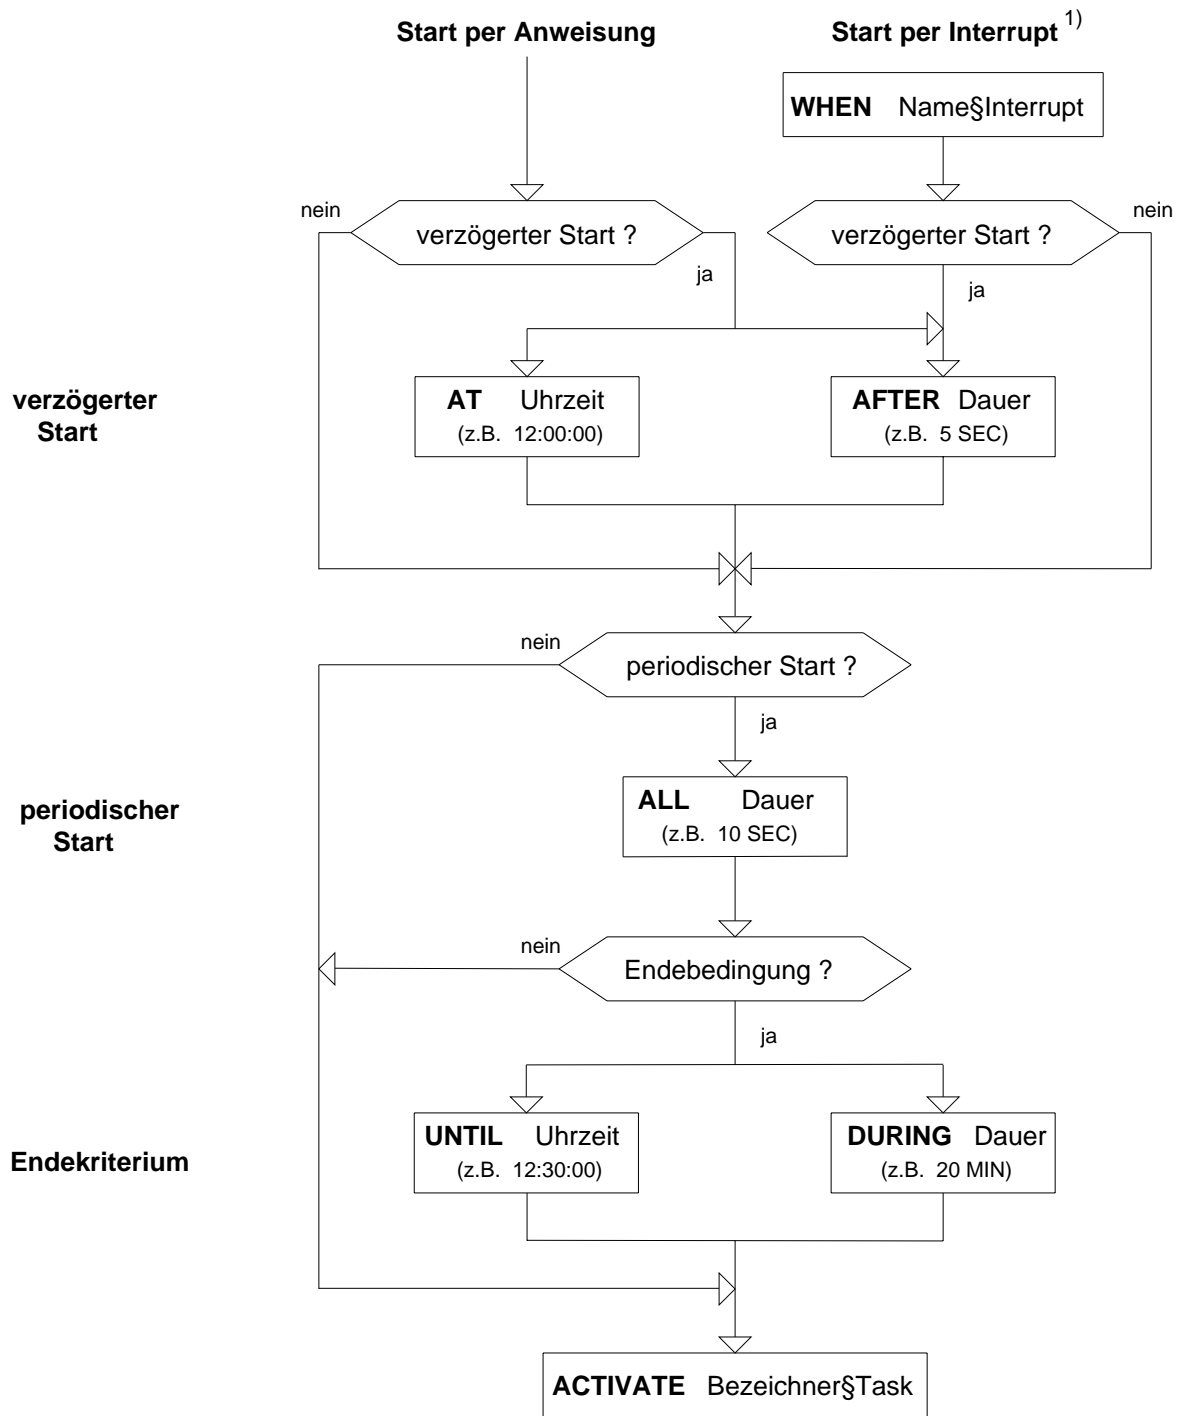 Start per Anweisung
Start per Interrupt 1)
WHEN Name§Interrupt
nein
verzögerter Start ?
ja
verzögerter Start ?
nein
ja
verzögerter
Start
AT Uhrzeit
(z.B. 12:00:00)
AFTER Dauer
(z.B. 5 SEC)
nein
periodischer Start ?
ja
periodischer
Start
ALL Dauer
(z.B. 10 SEC)
nein
Endebedingung ?
ja
Endekriterium
UNTIL Uhrzeit
(z.B. 12:30:00)
DURING Dauer
(z.B. 20 MIN)
ACTIVATE Bezeichner§Task